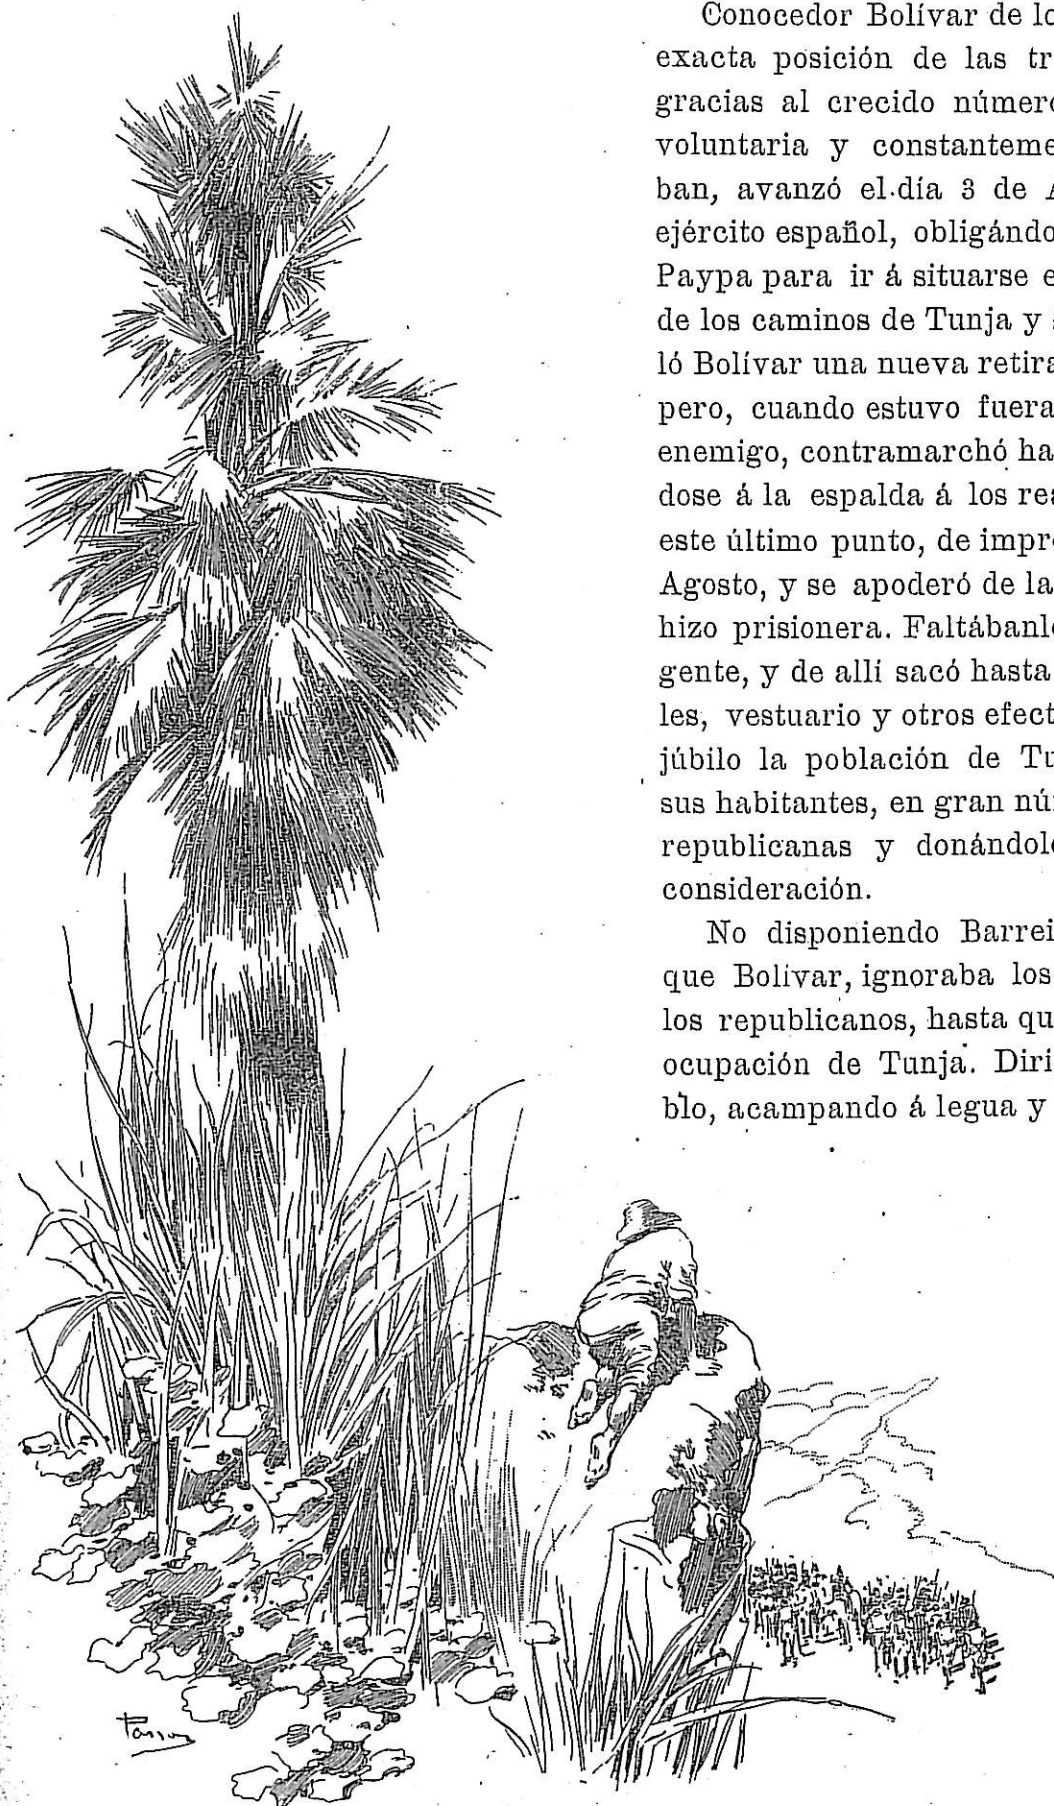 Conocedor Bolívar de lo
exacta posición de las tr
gracias al crecido número
voluntaria y constanteme
ban, avanzó el día 3 de A
ejército español, obligándo
Paypa para ir á situarse e
de los caminos de Tunja y
ló Bolívar una nueva retira
pero, cuando estuvo fuera
enemigo, contramarchó ha
dose á la espalda á los rea
este último punto, de impr
Agosto, y se apoderó de la
hizo prisionera. Faltábanl
gente, y de alli sacó hasta
les, vestuario y otros efect
júbilo la población de Tu
sus habitantes, en gran nú
republicanas y donándol
consideración.
No disponiendo Barrei
que Bolívar, ignoraba los
los republicanos, hasta qu
ocupación de Tunja. Diri
blo, acampando á legua y